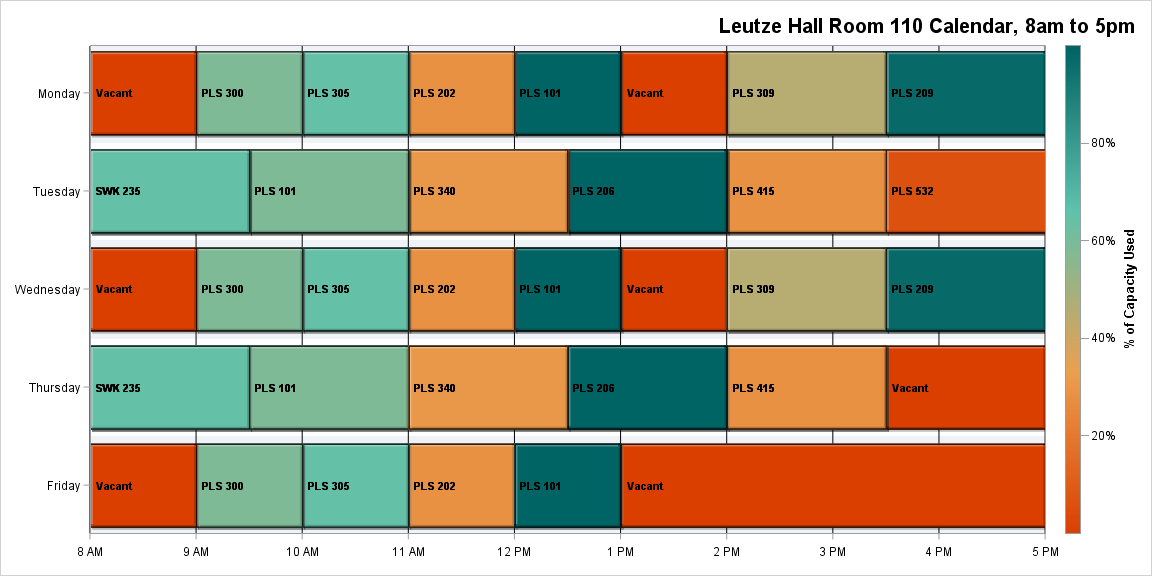 Leutze Hall Room 110 Calendar, 8am to 5pm
Monday
Vacant
PLS 300
PLS 305
PLS 202
PLS 101
Vacant
PLS 309
PLS 209
Tuesday
SWK 235
PLS 101
PLS 340
PLS 206
PLS 415
PLS 532
Wednesday
Vacant
PLS 300
PLS 305
PLS 202
PLS 101
Vacant
PLS 309
PLS 209
Thursday
SWK 235
PLS 101
PLS 340
PLS 206
PLS 415
Vacant
Friday
Vacant
PLS 300
PLS 305
PLS 202
PLS 101
Vacant
8 AM
9 AM
10 AM
11 AM
12 PM
1 PM
2 PM
3 PM
4 PM
5 PM
80%
60%
40%
20%
% of Capacity Used